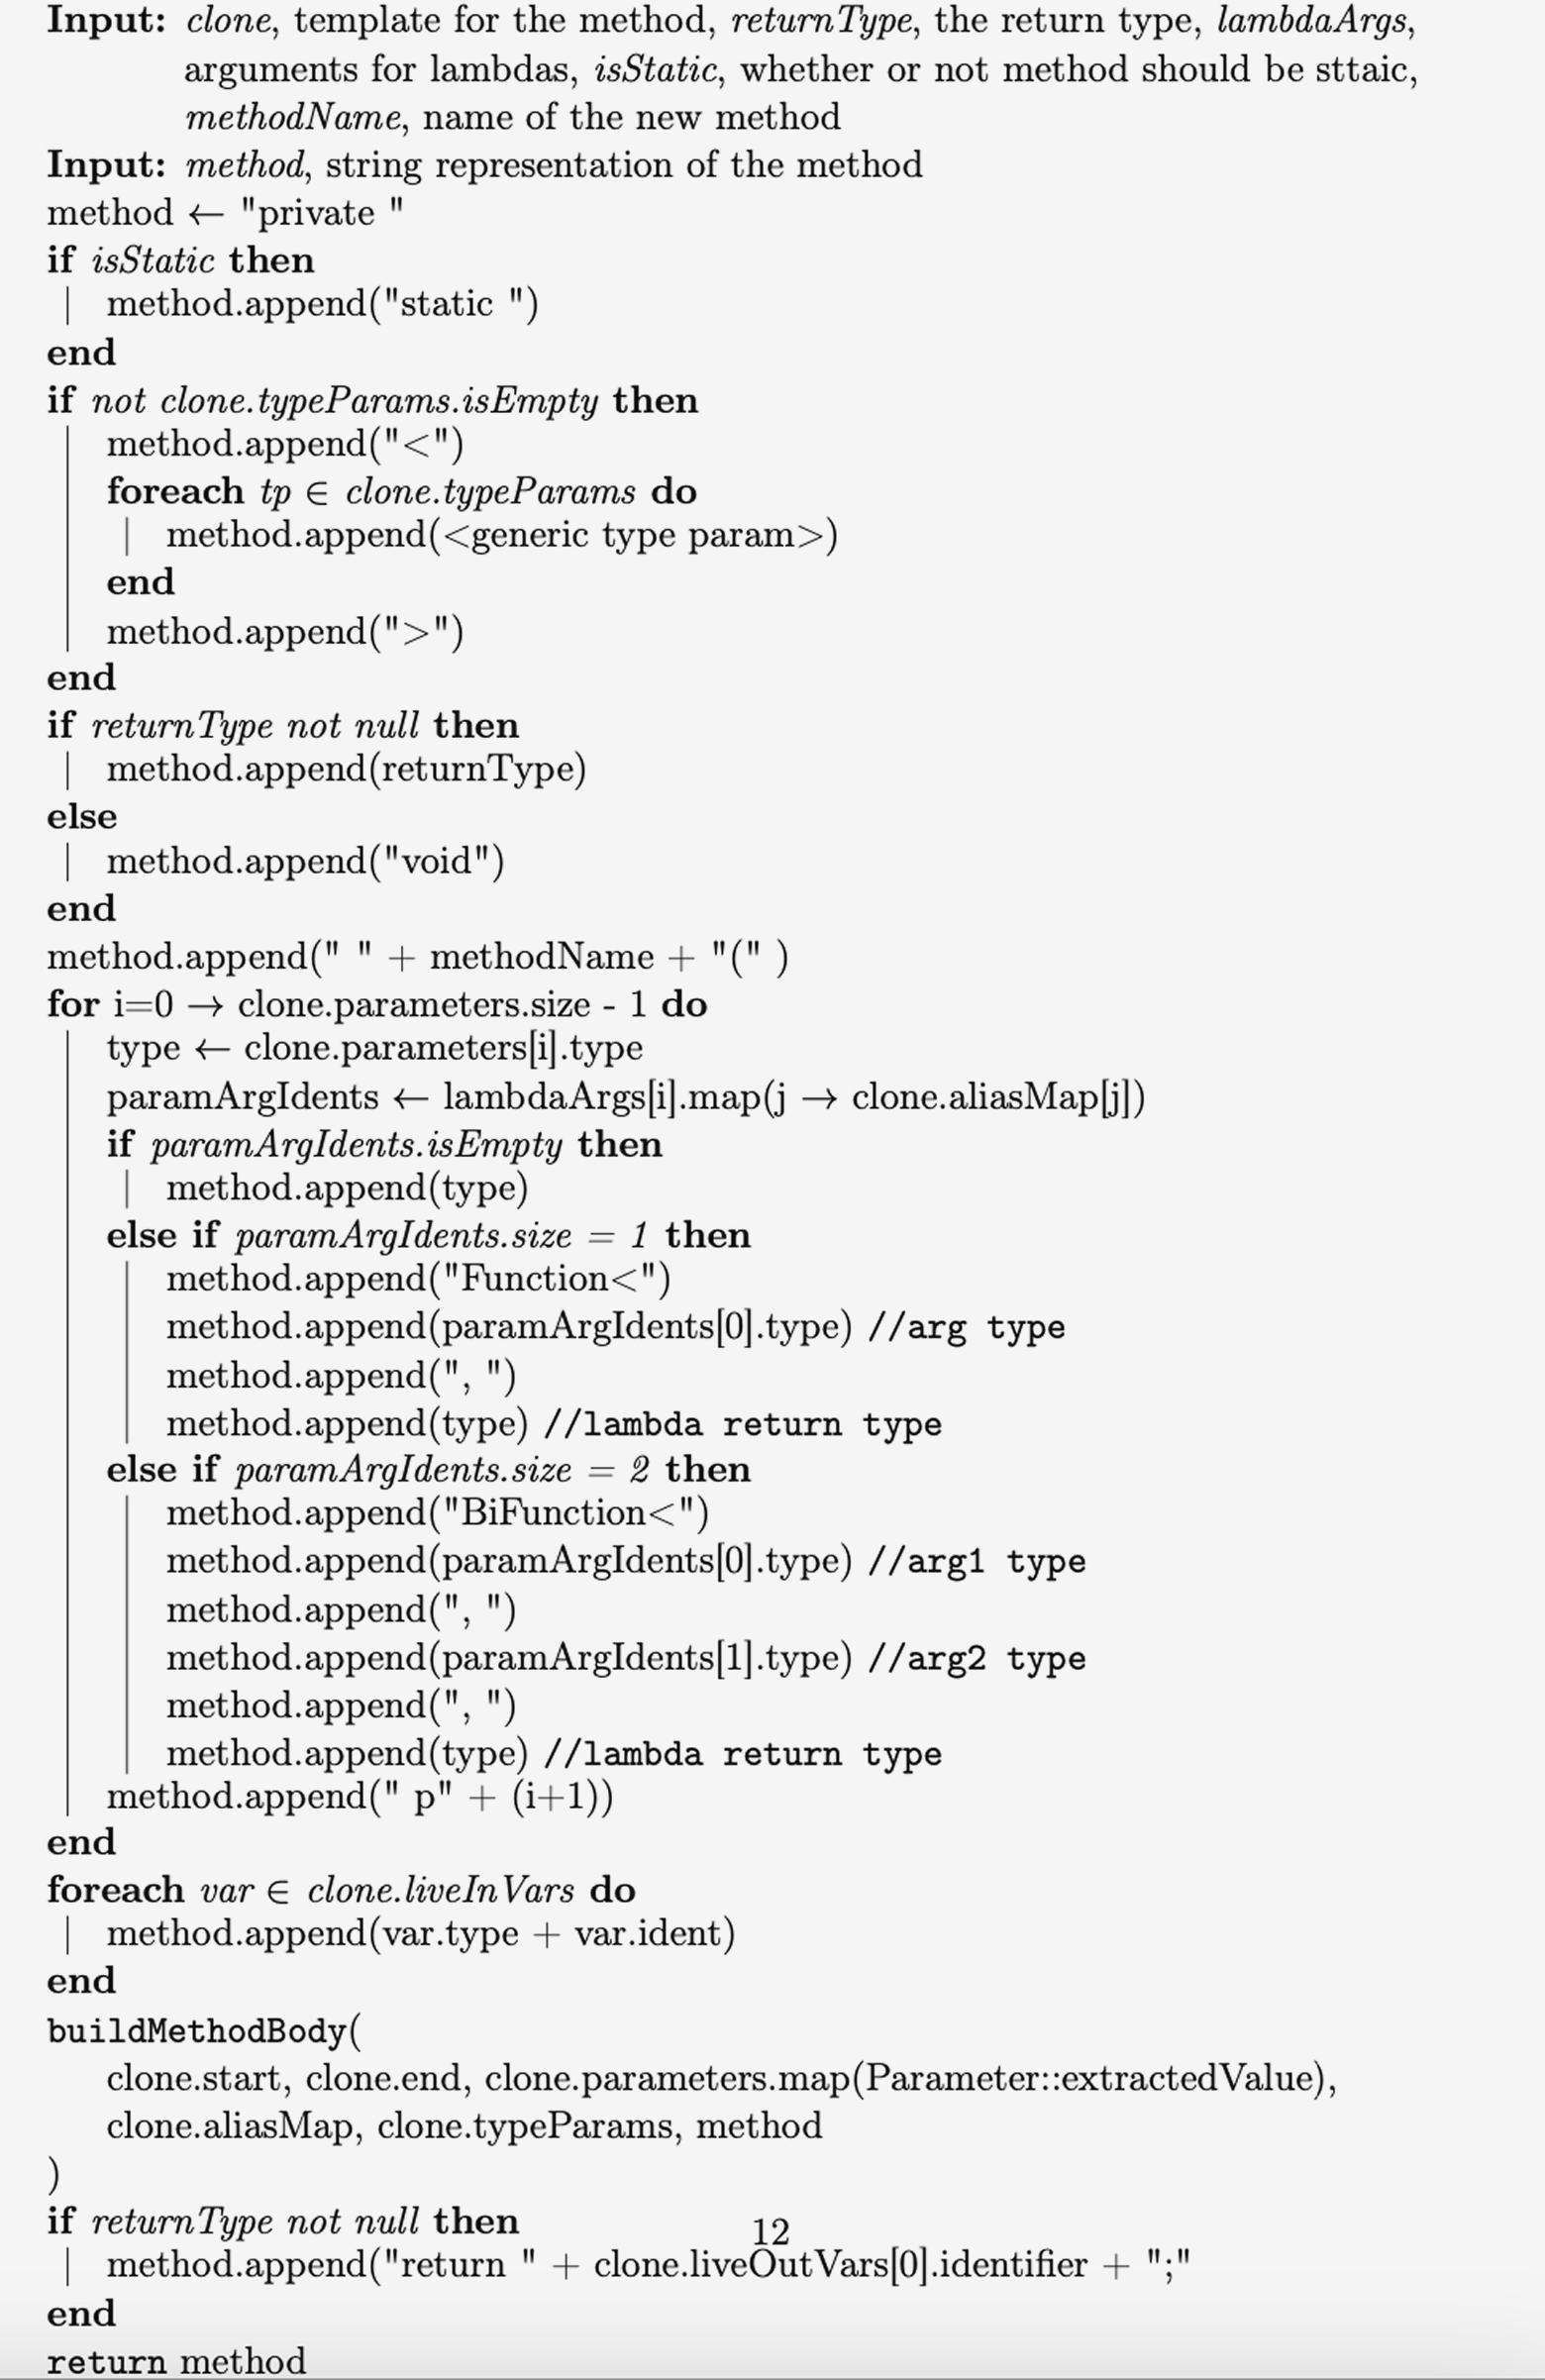 Input: clone, template for the method, returnType, the return type, lambdaArgs,
arguments for lambdas, isStatic, whether or not method should be sttaic,
methodName, name of the new method
Input: method, string representation of the method
method ← "private "
if isStatic then
method.append("static ")
end
if not clone.typeParams.isEmpty then
method.append("<")
foreach tp ∈ clone.typeParams do
method.append(<generic type param>)
end
method.append(">")
end
if returnType not null then
method.append(returnType)
else
method.append("void")
end
method.append(" " + methodName + "(" )
for i=0 → clone.parameters.size - 1 do
type ← clone.parameters[i].type
paramArgIdents ← lambdaArgs[i].map(j → clone.aliasMap[j])
if paramArgIdents.isEmpty then
method.append(type)
else if paramArgIdents.size = 1 then
method.append("Function<")
method.append(paramArgIdents[0].type) //arg type
method.append(", ")
method.append(type) //lambda return type
else if paramArgIdents.size = 2 then
method.append("BiFunction<")
method.append(paramArgIdents[0].type) //arg1 type
method.append(", ")
method.append(paramArgIdents[1].type) //arg2 type
method.append(", ")
method.append(type) //lambda return type
method.append(" p" + (i+1))
end
foreach var ∈ clone.liveInVars do
method.append(var.type + var.ident)
end
buildMethodBody(
clone.start, clone.end, clone.parameters.map(Parameter::extractedValue),
clone.aliasMap, clone.typeParams, method
)
if returnType not null then
12
method.append("return " + clone.liveOutVars[0].identifier + ";"
end
return method